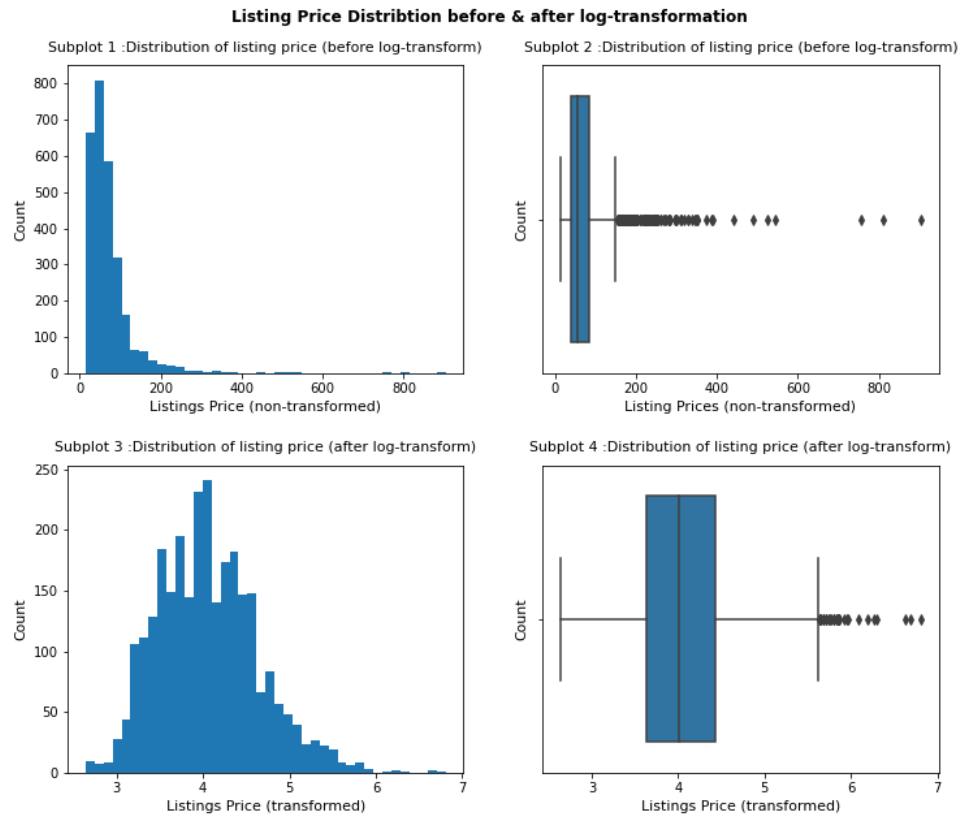 Listing Price Distribtion before & after log-transformation
Subplot 1 :Distribution of listing price (before log-transform)
800
700
600
500
400
300
200
100
0
Count
0 200 400 600 800
Listings Price (non-transformed)
Subplot 2 :Distribution of listing price (before log-transform)
Count
0 200 400 600 800
Listing Prices (non-transformed)
Subplot 3 :Distribution of listing price (after log-transform)
250
200
150
100
50
0
Count
3 4 5 6 7
Listings Price (transformed)
Subplot 4 :Distribution of listing price (after log-transform)
Count
3 4 5 6 7
Listings Price (transformed)